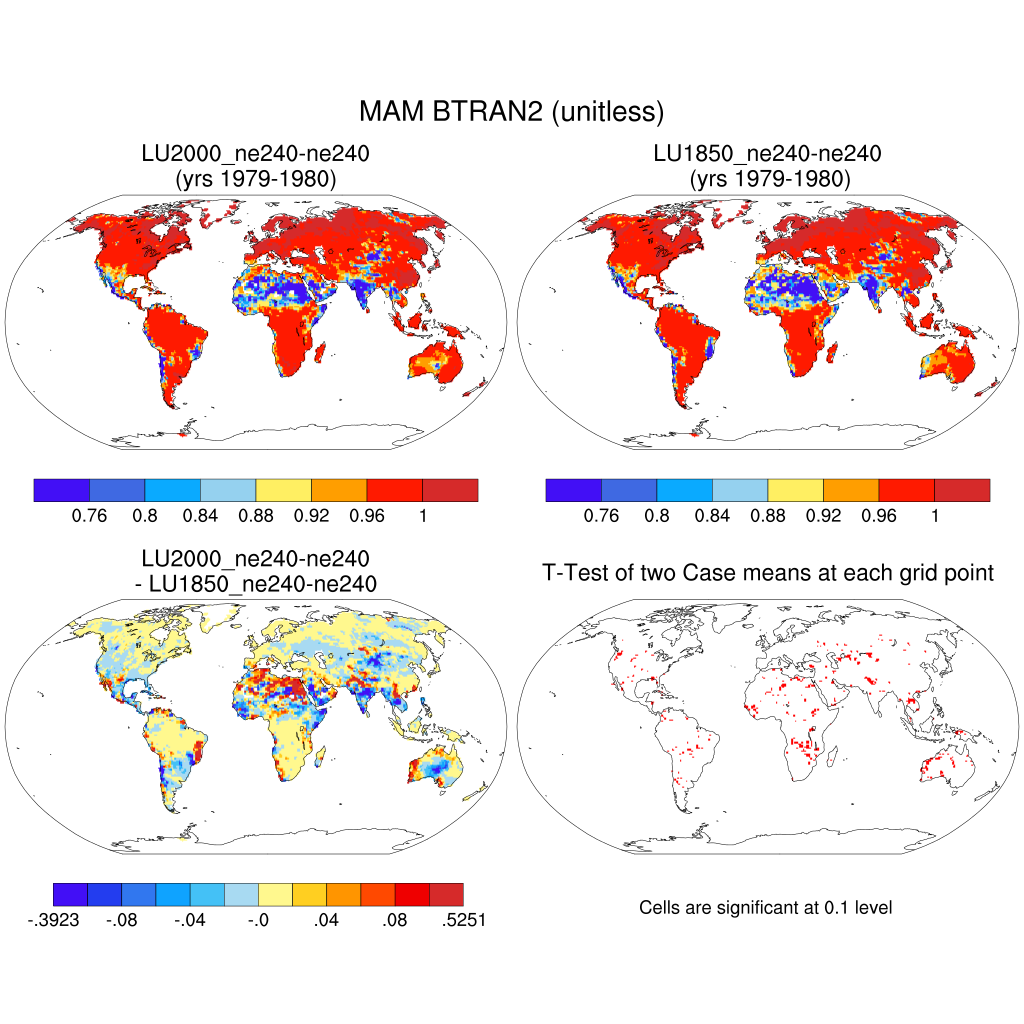 MAM BTRAN2 (unitless)
LU2000_ne240-ne240
(yrs 1979-1980)
LU1850_ne240-ne240
(yrs 1979-1980)
0.76 0.8 0.84 0.88 0.92 0.96 1
0.76 0.8 0.84 0.88 0.92 0.96 1
LU2000_ne240-ne240
- LU1850_ne240-ne240
T-Test of two Case means at each grid point
-.3923 -.08 -.04 -.0 .04 .08 .5251
Cells are significant at 0.1 level